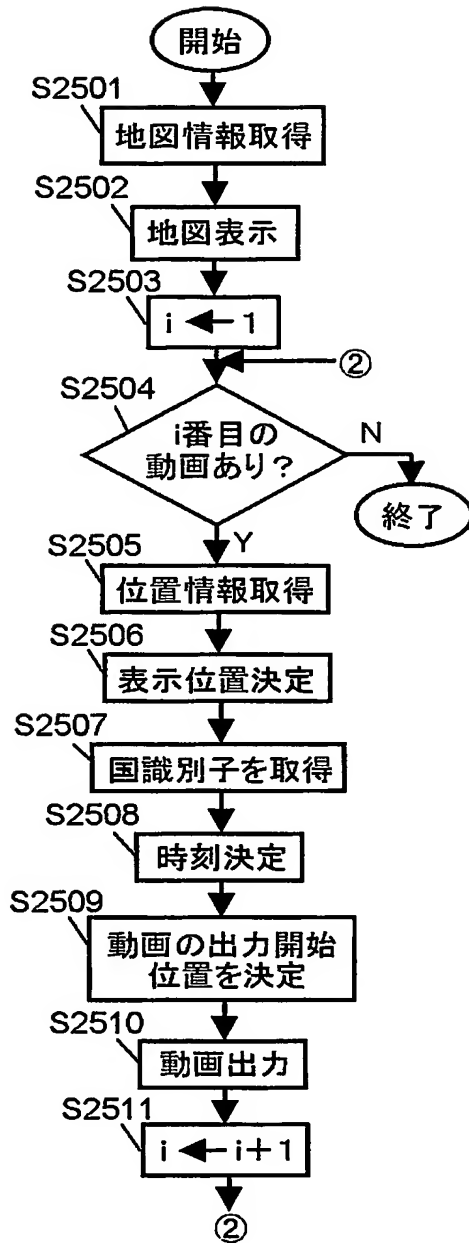 開始
S2501
地図情報取得
S2502
地図表示
S2503
i ← 1
②
S2504
i番目の
動画あり?
N
終了
Y
S2505
位置情報取得
S2506
表示位置決定
S2507
国識別子を取得
S2508
時刻決定
S2509
動画の出力開始
位置を決定
S2510
動画出力
S2511
i ← i+1
②